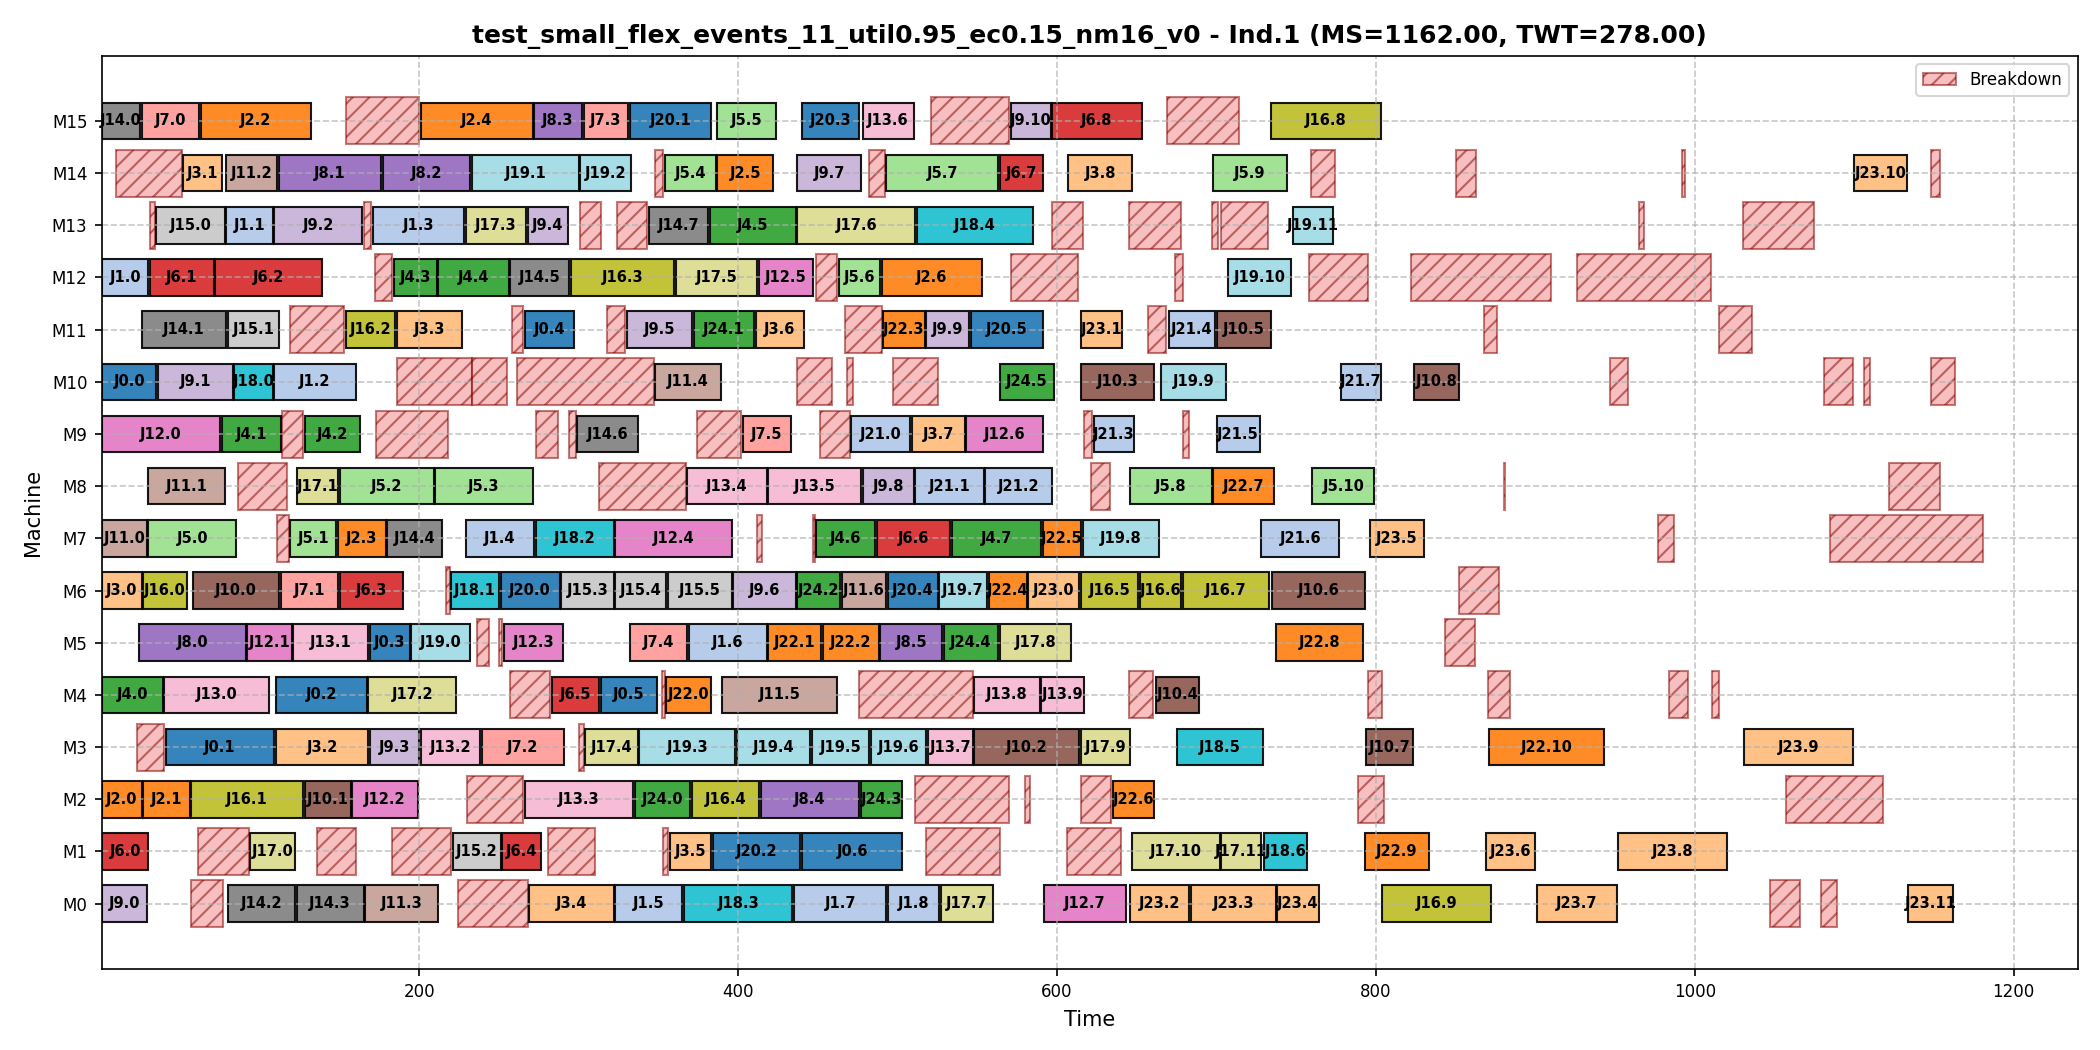 test_small_flex_events_11_util0.95_ec0.15_nm16_v0 - Ind.1 (MS=1162.00, TWT=278.00)
Breakdown
M15 J14.0 J7.0 J2.2 J2.4 J8.3 J7.3 J20.1 J5.5 J20.3 J13.6 J9.10 J6.8 J16.8
M14 J3.1 J11.2 J8.1 J8.2 J19.1 J19.2 J5.4 J2.5 J9.7 J5.7 J6.7 J3.8 J5.9 J23.10
M13 J15.0 J1.1 J9.2 J1.3 J17.3 J9.4 J14.7 J4.5 J17.6 J18.4 J19.11
M12 J1.0 J6.1 J6.2 J4.3 J4.4 J14.5 J16.3 J17.5 J12.5 J5.6 J2.6 J19.10
M11 J14.1 J15.1 J16.2 J3.3 J0.4 J9.5 J24.1 J3.6 J22.3 J9.9 J20.5 J23.1 J21.4 J10.5
M10 J0.0 J9.1 J18.0 J1.2 J11.4 J24.5 J10.3 J19.9 J21.7 J10.8
M9 J12.0 J4.1 J4.2 J14.6 J7.5 J21.0 J3.7 J12.6 J21.3 J21.5
M8 J11.1 J17.1 J5.2 J5.3 J13.4 J13.5 J9.8 J21.1 J21.2 J5.8 J22.7 J5.10
M7 J11.0 J5.0 J5.1 J2.3 J14.4 J1.4 J18.2 J12.4 J4.6 J6.6 J4.7 J22.5 J19.8 J21.6 J23.5
M6 J3.0 J16.0 J10.0 J7.1 J6.3 J18.1 J20.0 J15.3 J15.4 J15.5 J9.6 J24.2 J11.6 J20.4 J19.7 J22.4 J23.0 J16.5 J16.6 J16.7 J10.6
M5 J8.0 J12.1 J13.1 J0.3 J19.0 J12.3 J7.4 J1.6 J22.1 J22.2 J8.5 J24.4 J17.8 J22.8
M4 J4.0 J13.0 J0.2 J17.2 J6.5 J0.5 J22.0 J11.5 J13.8 J13.9 J10.4
M3 J0.1 J3.2 J9.3 J13.2 J7.2 J17.4 J19.3 J19.4 J19.5 J19.6 J13.7 J10.2 J17.9 J18.5 J10.7 J22.10 J23.9
M2 J2.0 J2.1 J16.1 J10.1 J12.2 J13.3 J24.0 J16.4 J8.4 J24.3 J22.6
M1 J6.0 J17.0 J15.2 J6.4 J3.5 J20.2 J0.6 J17.10 J17.11 J18.6 J22.9 J23.6 J23.8
M0 J9.0 J14.2 J14.3 J11.3 J3.4 J1.5 J18.3 J1.7 J1.8 J17.7 J12.7 J23.2 J23.3 J23.4 J16.9 J23.7 J23.11
Machine
200 400 600 800 1000 1200
Time